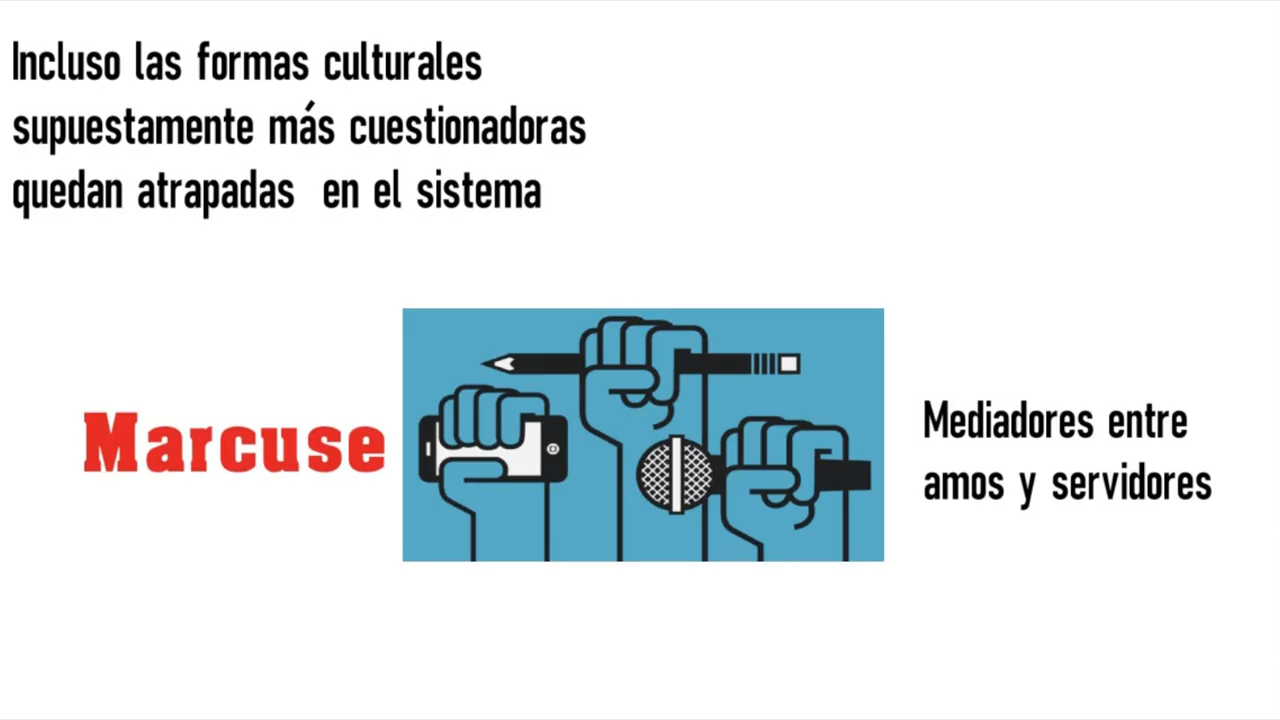 Incluso las formas culturales
supuestamente más cuestionadoras
quedan atrapadas en el sistema
Marcuse
Mediadores entre
amos y servidores